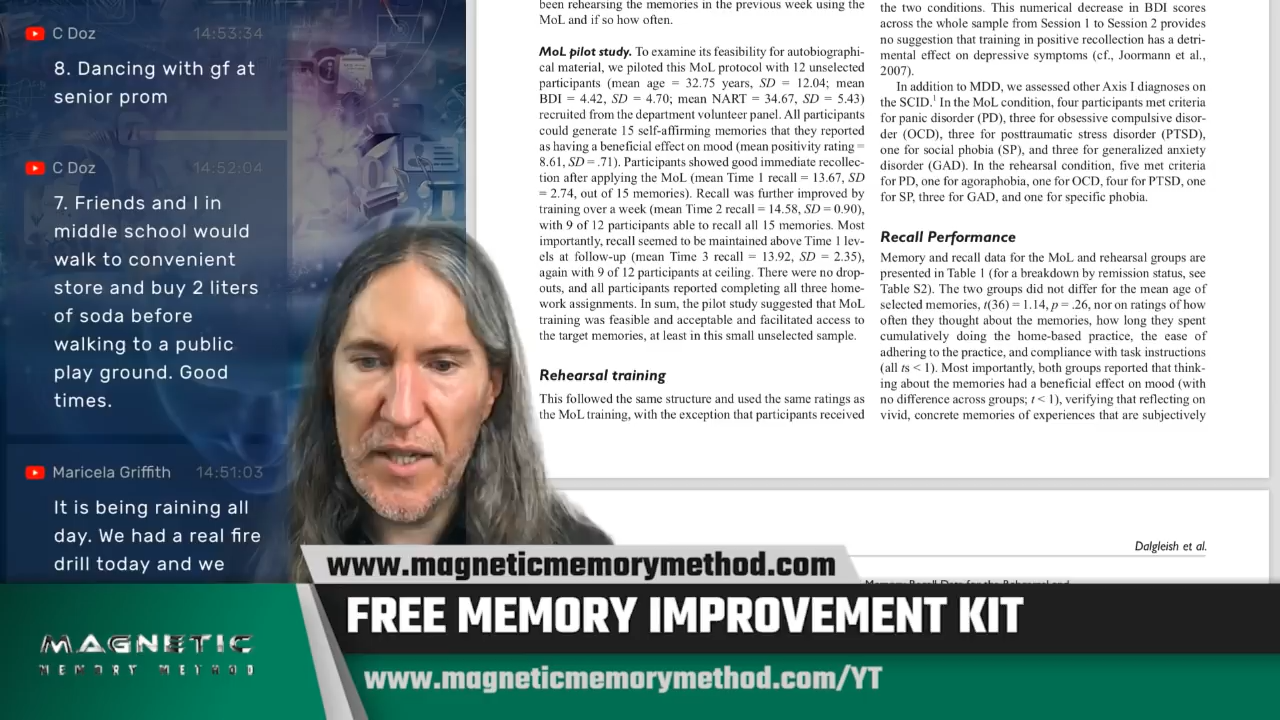 C Doz 14:53:34
8. Dancing with gf at
senior prom
C Doz 14:52:04
7. Friends and I in
middle school would
walk to convenient
store and buy 2 liters
of soda before
walking to a public
play ground. Good
times.
Maricela Griffith 14:51:03
It is being raining all
day. We had a real fire
drill today and we
been rehearsing the memories in the previous week using the
MoL and if so how often.
MoL pilot study. To examine its feasibility for autobiographi-
cal material, we piloted this MoL protocol with 12 unselected
participants (mean age = 32.75 years, SD = 12.04; mean
BDI = 4.42, SD = 4.70; mean NART = 34.67, SD = 5.43)
recruited from the department volunteer panel. All participants
could generate 15 self-affirming memories that they reported
as having a beneficial effect on mood (mean positivity rating =
8.61, SD = .71). Participants showed good immediate recollec-
tion after applying the MoL (mean Time 1 recall = 13.67, SD
= 2.74, out of 15 memories). Recall was further improved by
training over a week (mean Time 2 recall = 14.58, SD = 0.90),
with 9 of 12 participants able to recall all 15 memories. Most
importantly, recall seemed to be maintained above Time 1 lev-
els at follow-up (mean Time 3 recall = 13.92, SD = 2.35),
again with 9 of 12 participants at ceiling. There were no drop-
outs, and all participants reported completing all three home-
work assignments. In sum, the pilot study suggested that MoL
training was feasible and acceptable and facilitated access to
the target memories, at least in this small unselected sample.
Rehearsal training
This followed the same structure and used the same ratings as
the MoL training, with the exception that participants received
the two conditions. This numerical decrease in BDI scores
across the whole sample from Session 1 to Session 2 provides
no suggestion that training in positive recollection has a detri-
mental effect on depressive symptoms (cf., Joormann et al.,
2007).
In addition to MDD, we assessed other Axis I diagnoses on
the SCID.1 In the MoL condition, four participants met criteria
for panic disorder (PD), three for obsessive compulsive disor-
der (OCD), three for posttraumatic stress disorder (PTSD),
one for social phobia (SP), and three for generalized anxiety
disorder (GAD). In the rehearsal condition, five met criteria
for PD, one for agoraphobia, one for OCD, four for PTSD, one
for SP, three for GAD, and one for specific phobia.
Recall Performance
Memory and recall data for the MoL and rehearsal groups are
presented in Table 1 (for a breakdown by remission status, see
Table S2). The two groups did not differ for the mean age of
selected memories, t(36) = 1.14, p = .26, nor on ratings of how
often they thought about the memories, how long they spent
cumulatively doing the home-based practice, the ease of
adhering to the practice, and compliance with task instructions
(all ts < 1). Most importantly, both groups reported that think-
ing about the memories had a beneficial effect on mood (with
no difference across groups; t < 1), verifying that reflecting on
vivid, concrete memories of experiences that are subjectively
Dalgleish et al.
www.magneticmemorymethod.com
FREE MEMORY IMPROVEMENT KIT
www.magneticmemorymethod.com/YT
MAGNETIC
MEMORY METHOD